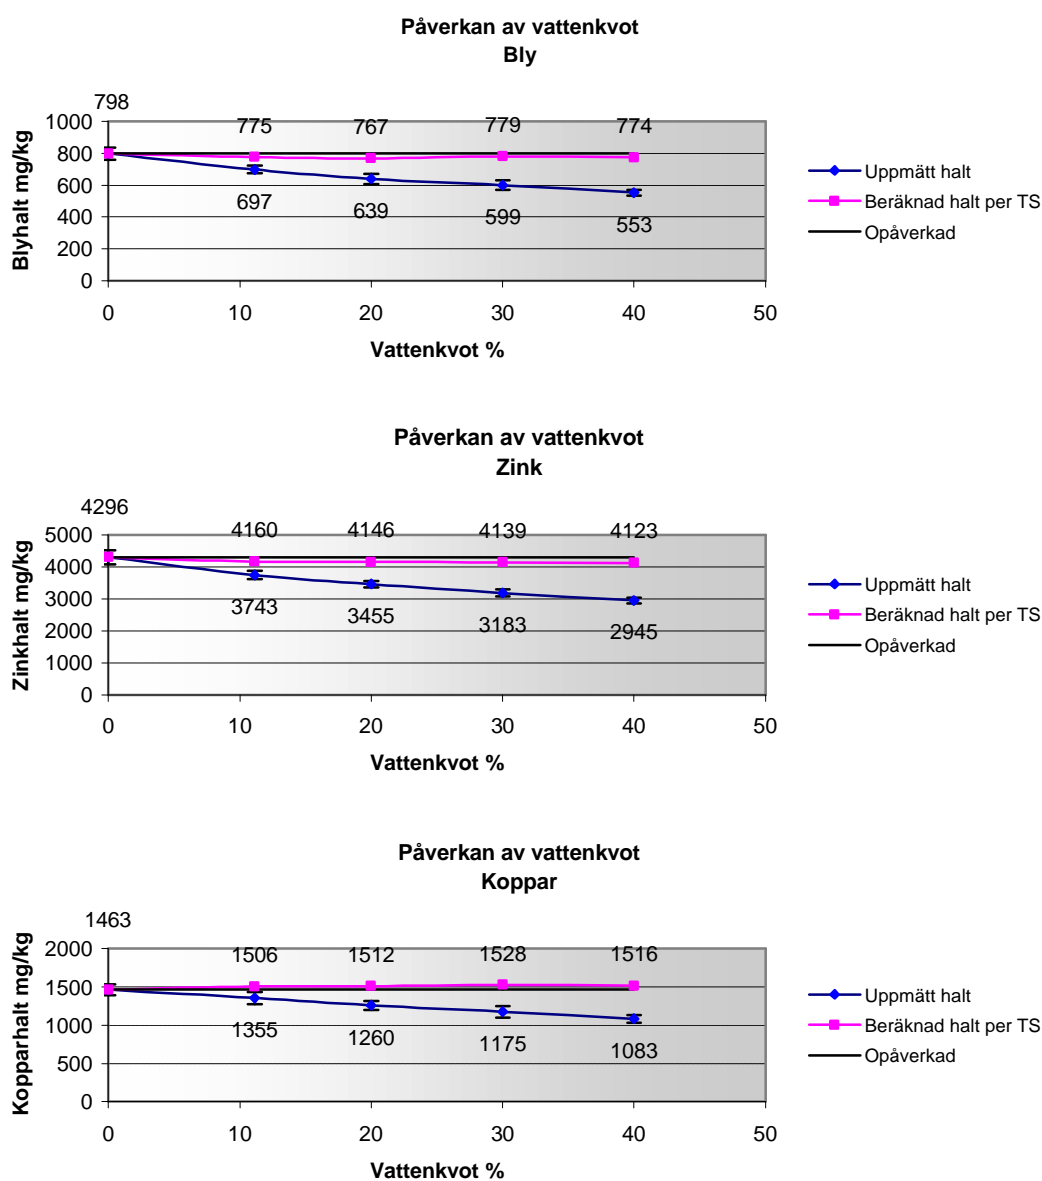 Påverkan av vattenkvot
Bly
798
775 767 779 774
697 639 599 553
1000
800
600
400
200
0
Blyhalt mg/kg
0 10 20 30 40 50
Vattenkvot %
Uppmätt halt
Beräknad halt per TS
Opåverkad
Påverkan av vattenkvot
Zink
4296
4160 4146 4139 4123
3743 3455 3183 2945
5000
4000
3000
2000
1000
0
Zinkhalt mg/kg
0 10 20 30 40 50
Vattenkvot %
Uppmätt halt
Beräknad halt per TS
Opåverkad
Påverkan av vattenkvot
Koppar
1463
1506 1512 1528 1516
1355 1260 1175 1083
2000
1500
1000
500
0
Kopparhalt mg/kg
0 10 20 30 40 50
Vattenkvot %
Uppmätt halt
Beräknad halt per TS
Opåverkad